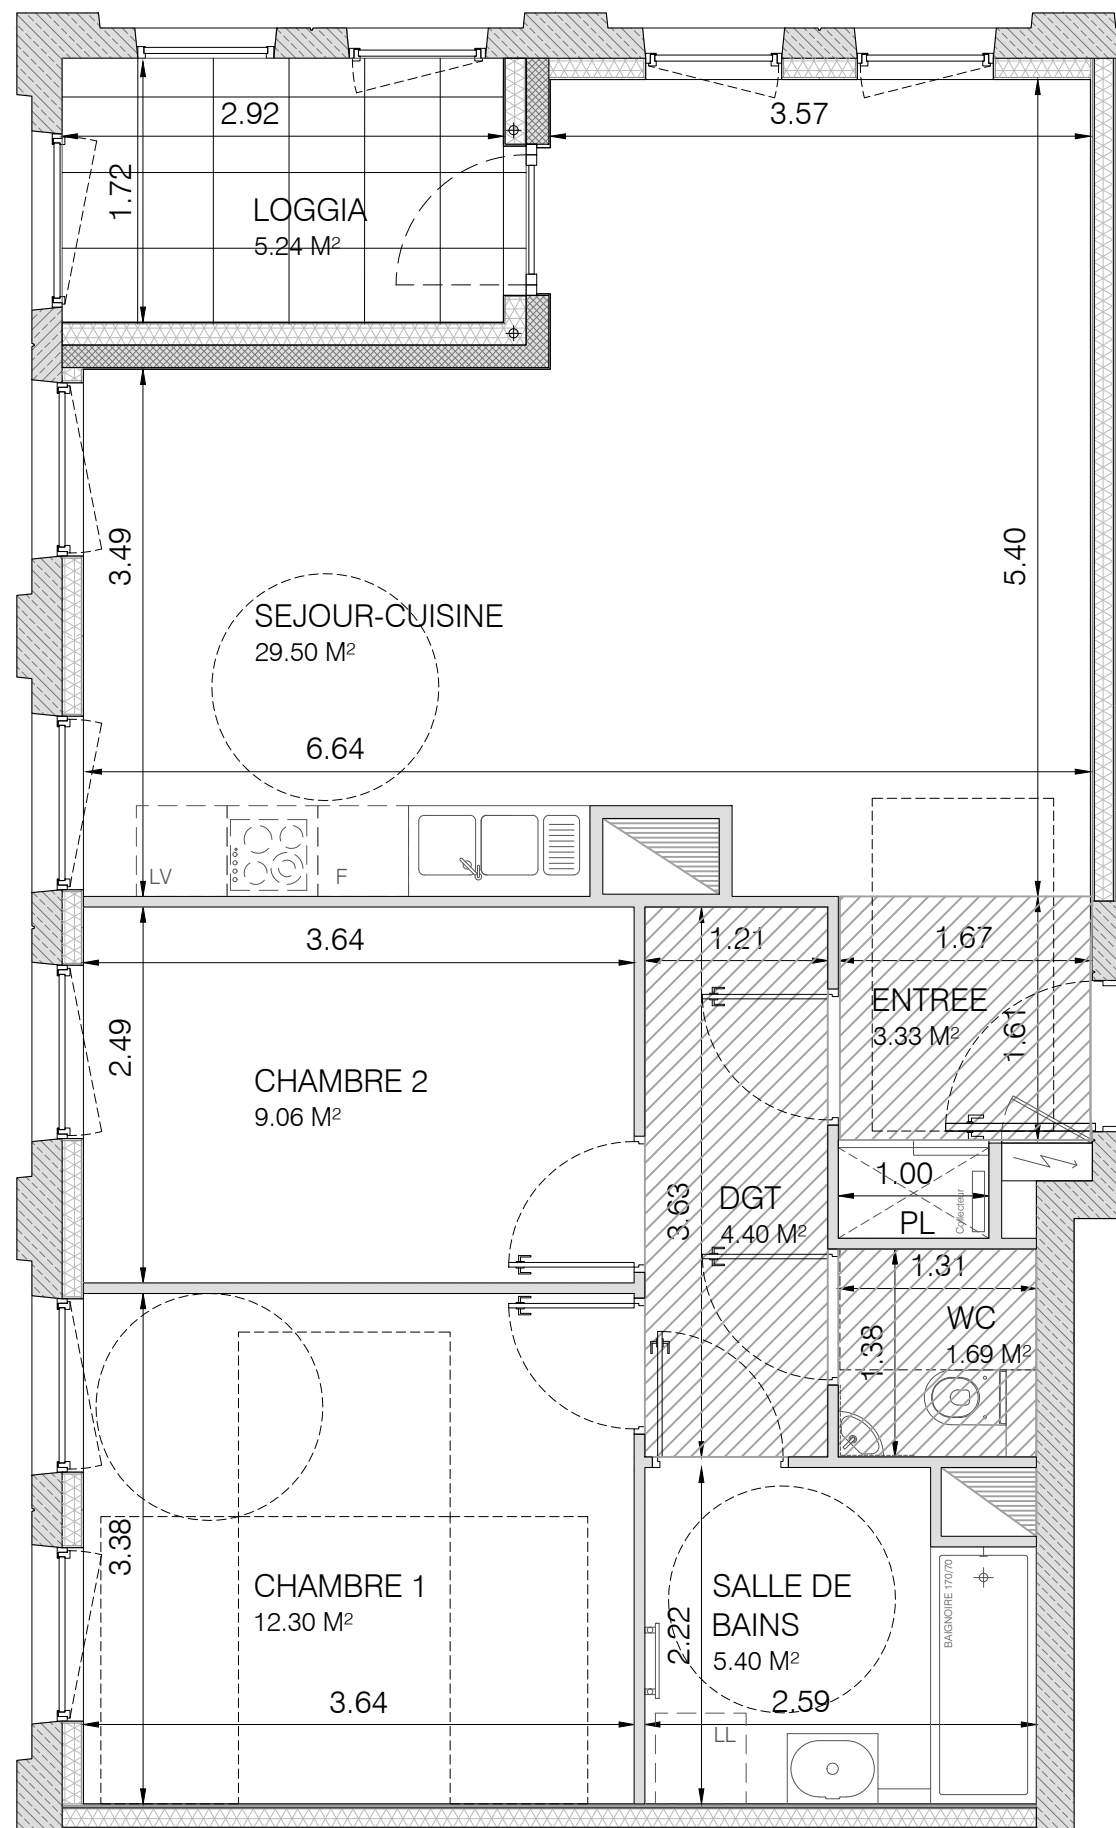 2.92
3.57
1.72
LOGGIA
5.24 M²
3.49
5.40
SEJOUR-CUISINE
29.50 M²
6.64
LV
F
3.64
1.21
1.67
2.49
ENTREE
3.33 M²
1.61
CHAMBRE 2
9.06 M²
3.63
DGT
4.40 M²
1.00
PL
Collecteur
1.31
WC
1.69 M²
1.38
3.38
CHAMBRE 1
12.30 M²
3.64
SALLE DE
BAINS
5.40 M²
2.22
2.59
LL
BAIGNOIRE 170/70